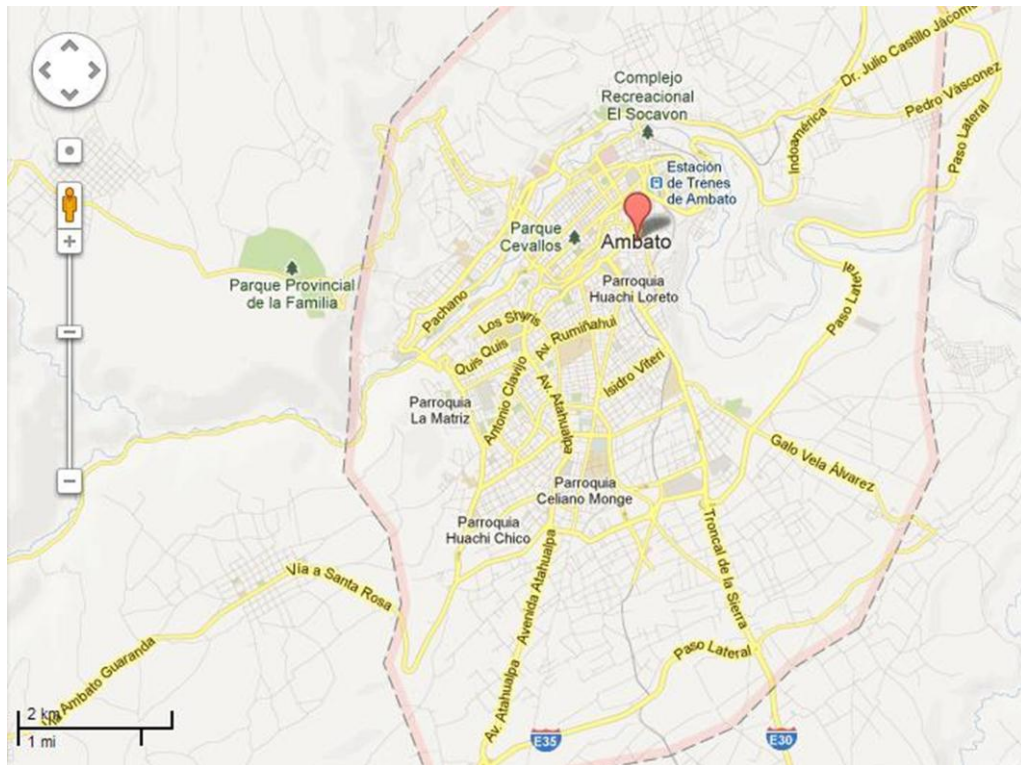 Complejo
Recreacional
El Socavon
Dr. Julio Castillo Jácom
Pedro Vásconez
Indoamérica
Paso Lateral
Estación
de Trenes
de Ambato
Parque
Cevallos
Ambato
Parque Provincial
de la Familia
Parroquia
Huachi Loreto
Paso Lateral
Pachano
Los Shyris
Av. Rumiñahui
Quis Quis
Isidro Viteri
Antonio Clavijo
Av. Atahualpa
Parroquia
La Matriz
Galo Vela Álvarez
Parroquia
Celiano Monge
Parroquia
Huachi Chico
Troncal de la Sierra
Avenida Atahualpa
Vía a Santa Rosa
Ambato Guaranda
Paso Lateral
Av. Atahualpa
2 km
1 mi
E35
E30